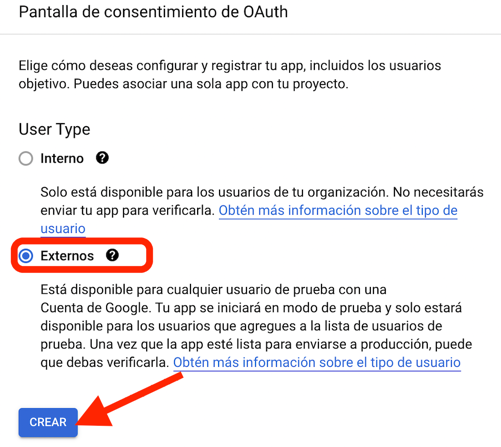 Pantalla de consentimiento de OAuth
Elige cómo deseas configurar y registrar tu app, incluidos los usuarios
objetivo. Puedes asociar una sola app con tu proyecto.
User Type
Interno ?
Solo está disponible para los usuarios de tu organización. No necesitarás
enviar tu app para verificarla. Obtén más información sobre el tipo de
usuario
Externos ?
Está disponible para cualquier usuario de prueba con una
Cuenta de Google. Tu app se iniciará en modo de prueba y solo estará
disponible para los usuarios que agregues a la lista de usuarios de
prueba. Una vez que la app esté lista para enviarse a producción, puede
que debas verificarla. Obtén más información sobre el tipo de usuario
CREAR